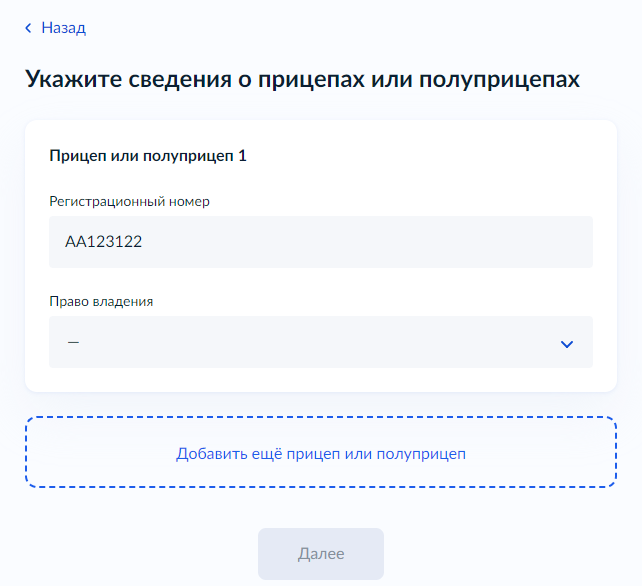 Назад
Укажите сведения о прицепах или полуприцепах
Прицеп или полуприцеп 1
Регистрационный номер
АА123122
Право владения
—
Добавить ещё прицеп или полуприцеп
Далее